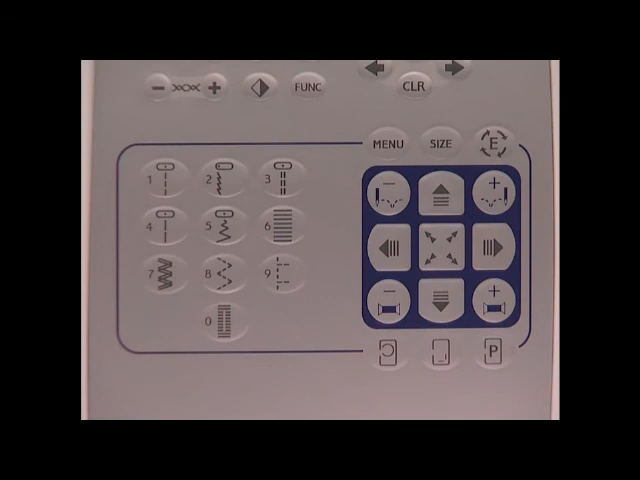 − + FUNC
CLR
MENU SIZE E
1 2 3
− +
4 5 6
7 8 9
− +
0
P